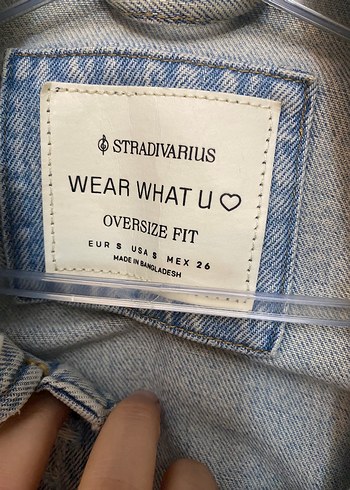 STRADIVARIUS
WEAR WHAT U ♡
OVERSIZE FIT
EUR S USA S MEX 26
MADE IN BANGLADESH